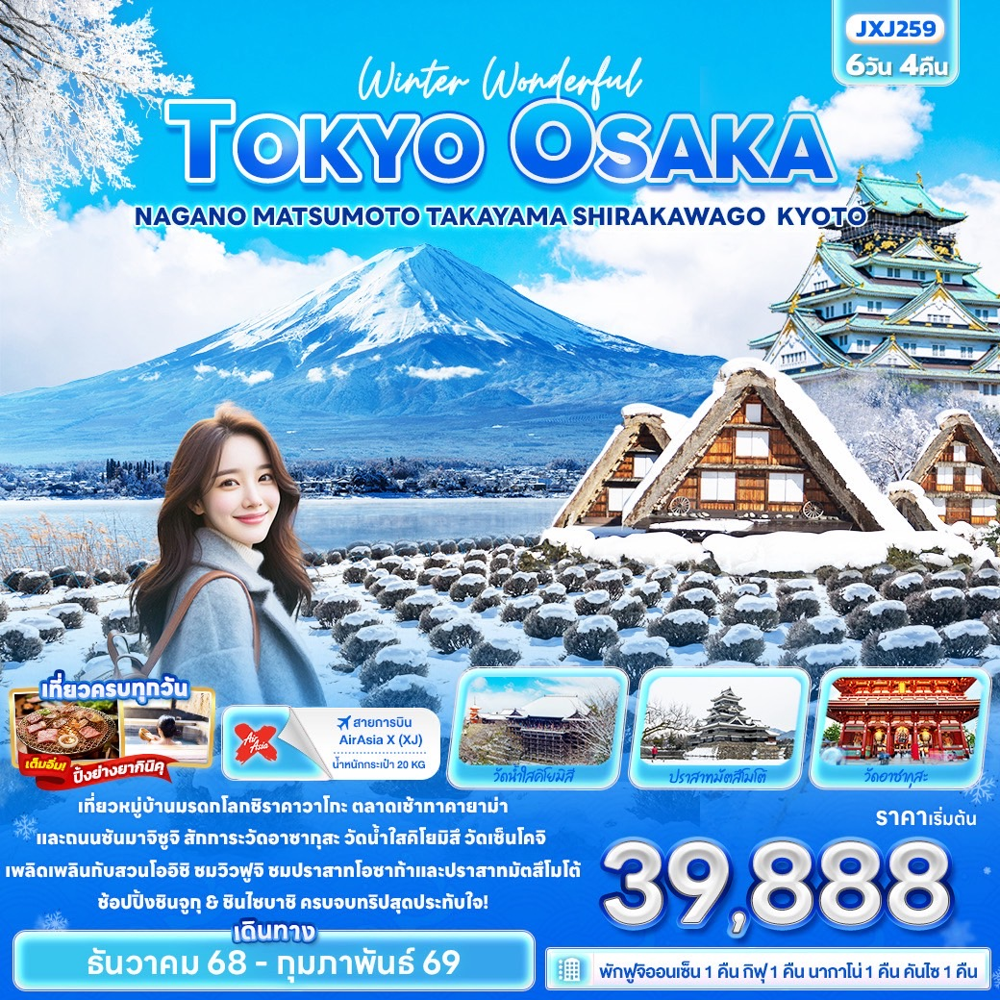 JXJ259
6วัน 4คืน
Winter Wonderful
TOKYO OSAKA
NAGANO MATSUMOTO TAKAYAMA SHIRAKAWAGO KYOTO
เที่ยวครบทุกวัน
เต็มอิ่ม! ปิ้งย่างยากินิคุ
Air Asia X
สายการบิน
AirAsia X (XJ)
น้ำหนักกระเป๋า 20 KG
วัดน้ำใสคิโยมิสึ
ปราสาทมัตสึโมโต้
วัดอาซากุสะ
เที่ยวหมู่บ้านมรดกโลกชิราคาวาโกะ ตลาดเช้าทาคายาม่า
และถนนซันมาจิซูจิ สักการะวัดอาซากุสะ วัดน้ำใสคิโยมิสึ วัดเซ็นโคจิ
เพลิดเพลินกับสวนโออิชิ ชมวิวฟูจิ ชมปราสาทโอซาก้าและปราสาทมัตสึโมโต้
ช้อปปิ้งชินจูกุ & ชินไซบาชิ ครบจบทริปสุดประทับใจ!
ราคาเริ่มต้น
39,888
เดินทาง
ธันวาคม 68 - กุมภาพันธ์ 69
พักฟูจิออนเซ็น 1 คืน กิฟุ 1 คืน นากาโน่ 1 คืน คันไซ 1 คืน